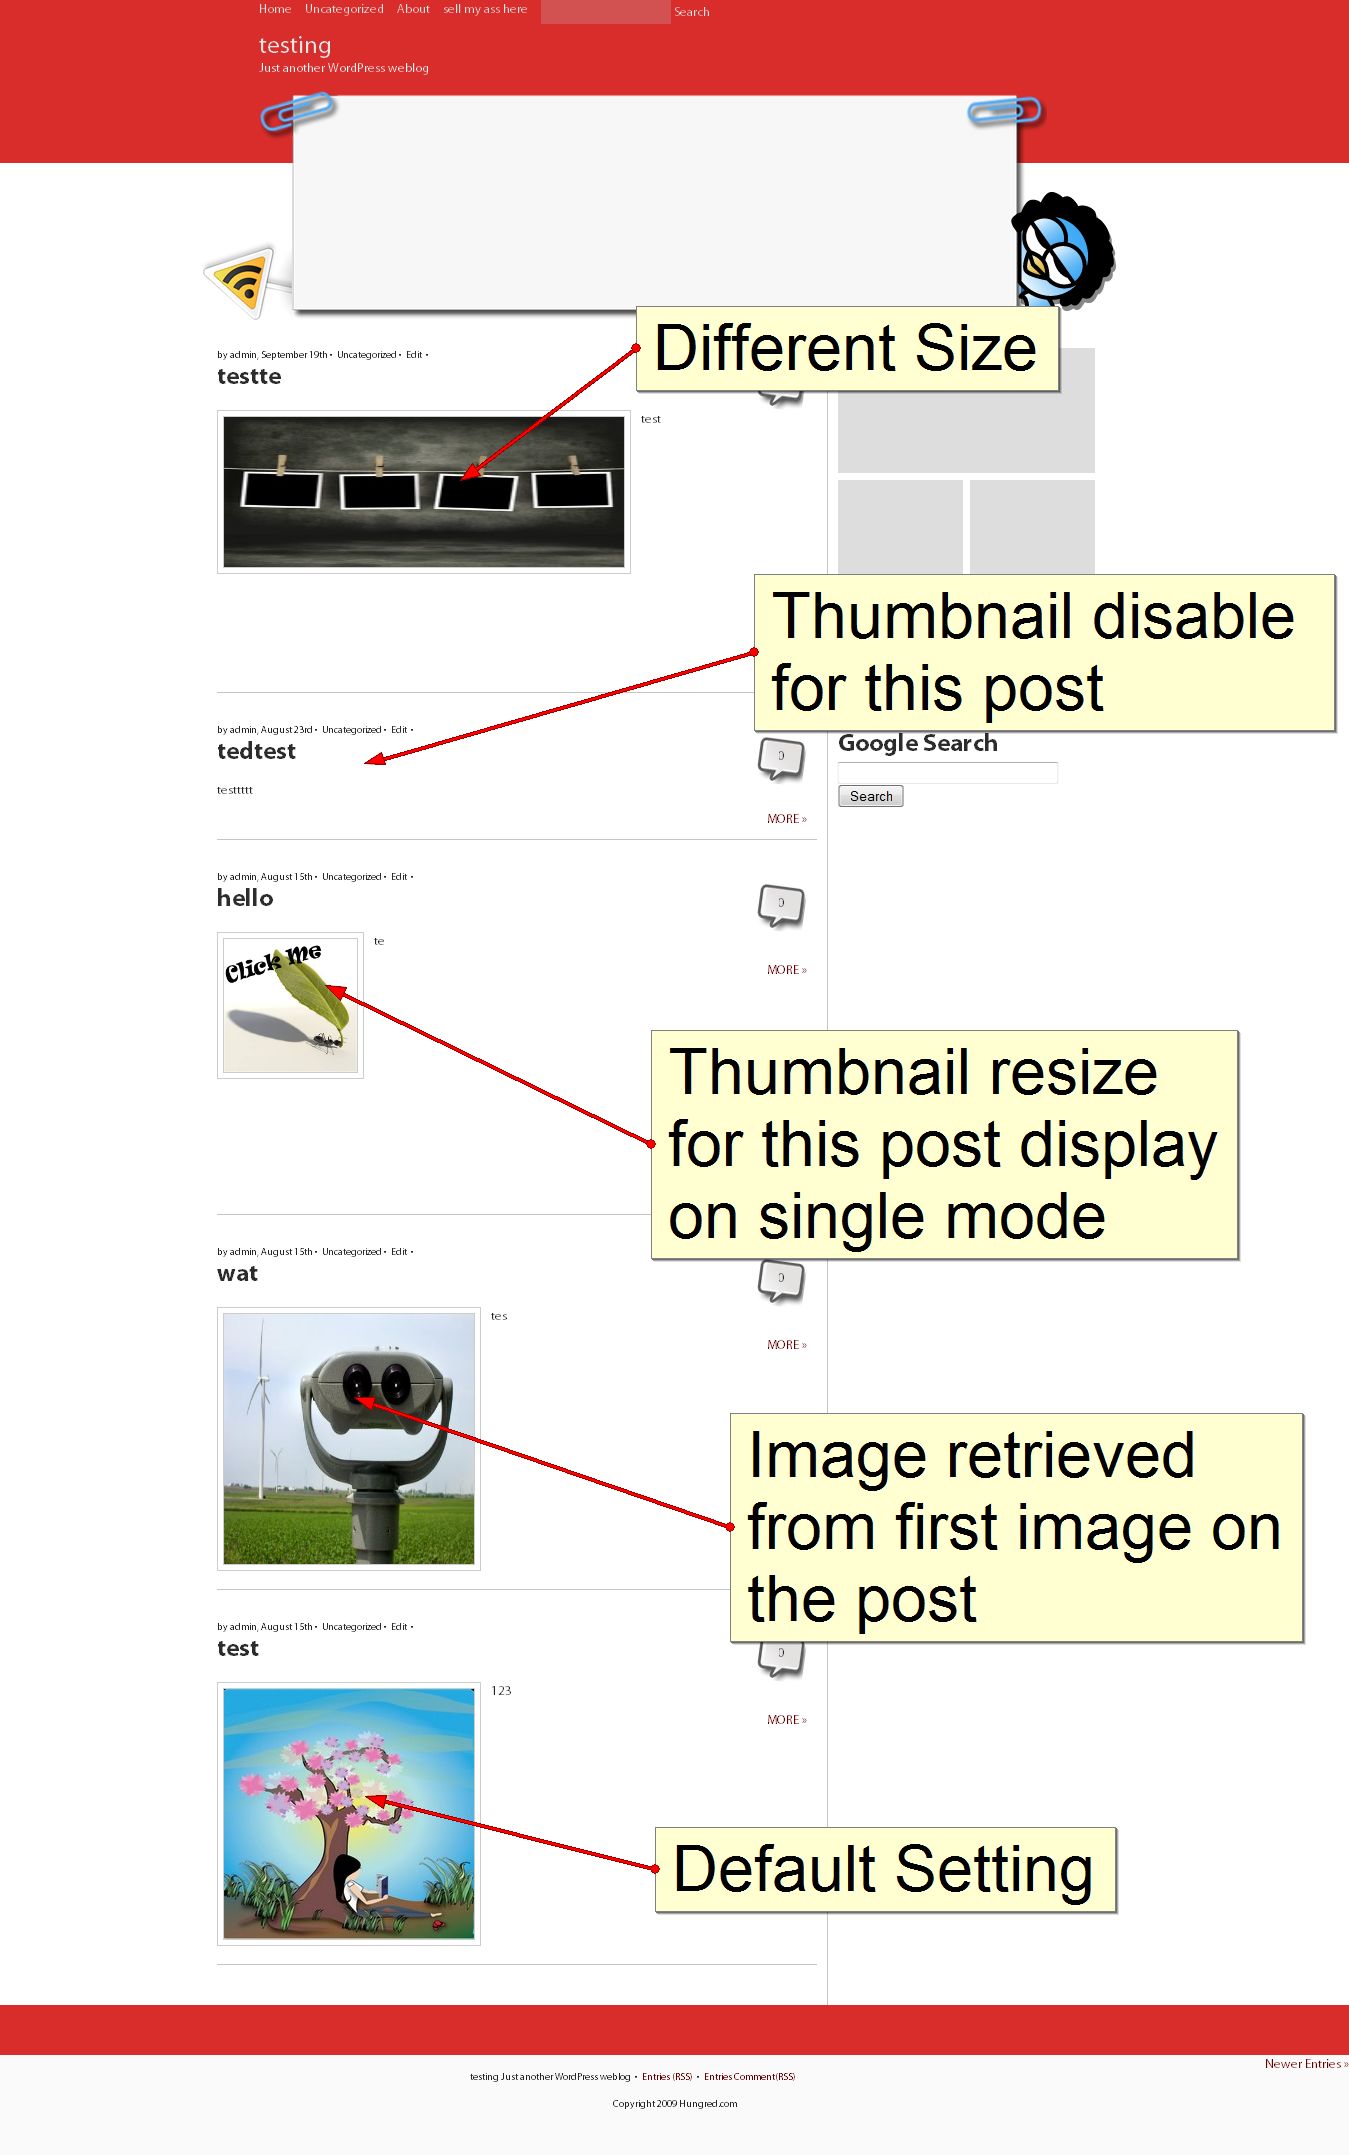 Home Uncategorized About sell my ass here Search
testing
Just another WordPress weblog
Different Size
by admin, September 19th • Uncategorized • Edit •
testte
test
Thumbnail disable
for this post
by admin, August 23rd • Uncategorized • Edit •
tedtest
0
Google Search
Search
testtttt
MORE »
by admin, August 15th • Uncategorized • Edit •
hello
0
Click Me
te
MORE »
Thumbnail resize
for this post display
on single mode
by admin, August 15th • Uncategorized • Edit •
wat
0
tes
MORE »
Image retrieved
from first image on
the post
by admin, August 15th • Uncategorized • Edit •
test
0
123
MORE »
Default Setting
Newer Entries »
testing Just another WordPress weblog • Entries (RSS) • Entries Comment(RSS)
Copyright 2009 Hungred.com